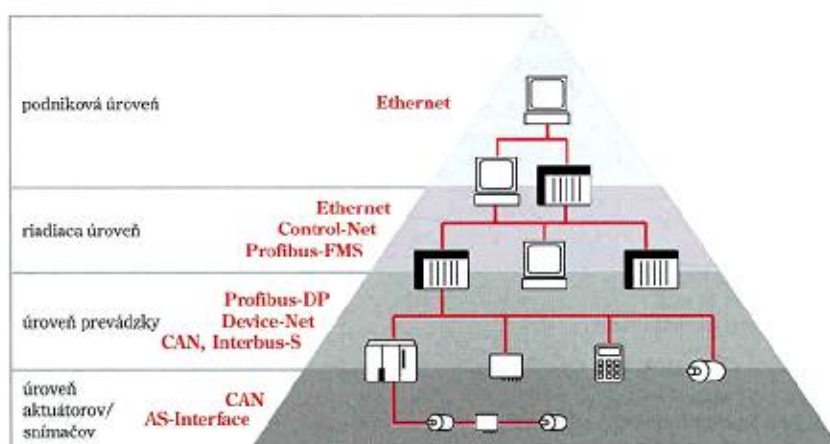 podniková úroveň
Ethernet
riadiaca úroveň
Ethernet
Control-Net
Profibus-FMS
úroveň prevádzky
Profibus-DP
Device-Net
CAN, Interbus-S
úroveň
aktuátorov/
snímačov
CAN
AS-Interface